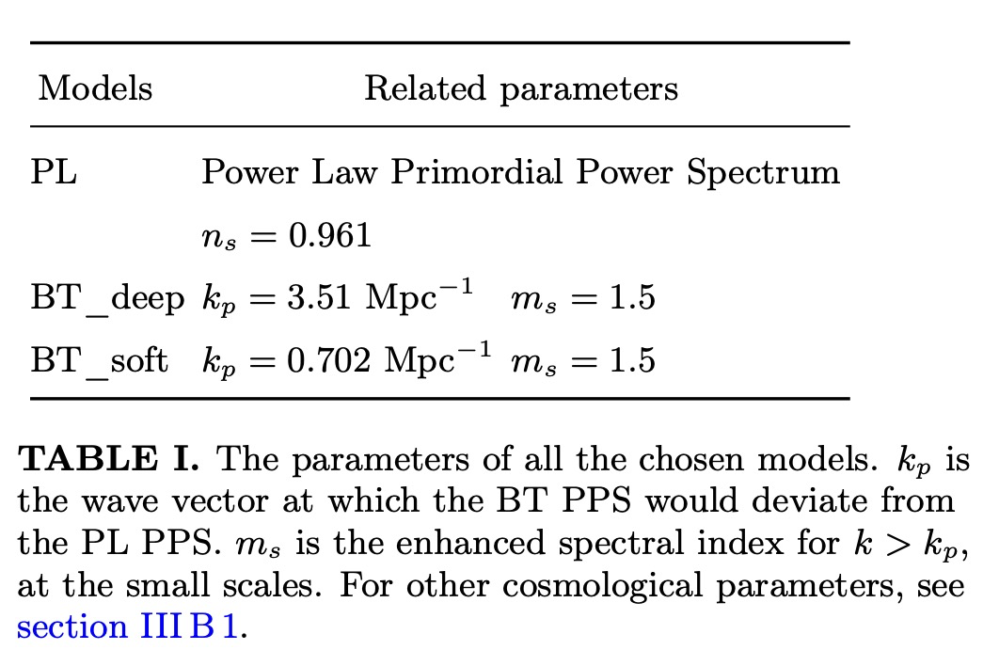 Models Related parameters
PL Power Law Primordial Power Spectrum
n_s = 0.961
BT_deep k_p = 3.51 Mpc⁻¹ m_s = 1.5
BT_soft k_p = 0.702 Mpc⁻¹ m_s = 1.5
TABLE I. The parameters of all the chosen models. k_p is
the wave vector at which the BT PPS would deviate from
the PL PPS. m_s is the enhanced spectral index for k > k_p,
at the small scales. For other cosmological parameters, see
section III B 1.